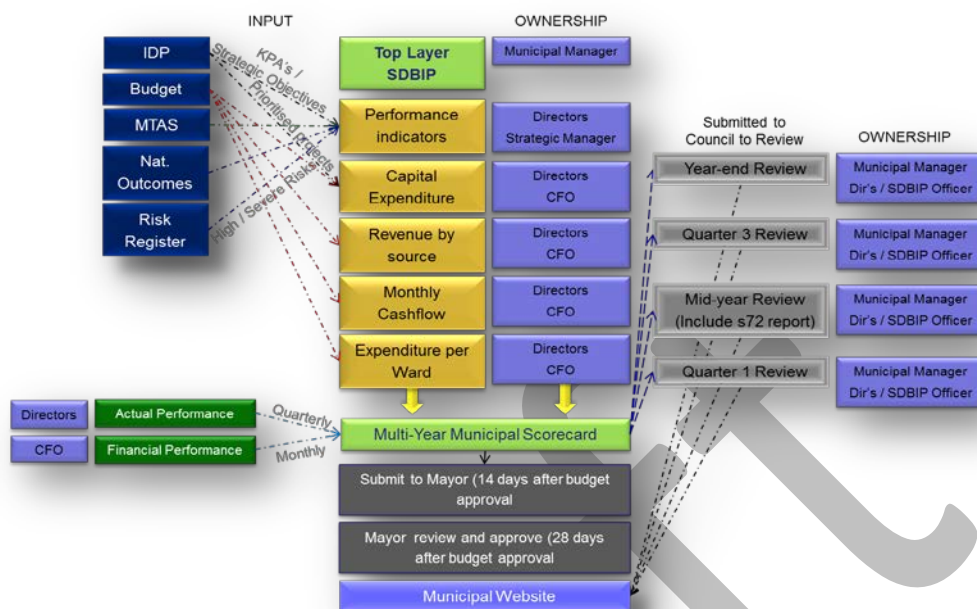 INPUT
OWNERSHIP
IDP
Budget
MTAS
Nat.
Outcomes
Risk
Register
KPA's /
Strategic Objectives
Prioritised projects
High / Severe Risks
Top Layer
SDBIP
Municipal Manager
Performance
indicators
Directors
Strategic Manager
Capital
Expenditure
Directors
CFO
Revenue by
source
Directors
CFO
Monthly
Cashflow
Directors
CFO
Expenditure per
Ward
Directors
CFO
Submitted to
Council to Review
OWNERSHIP
Year-end Review
Municipal Manager
Dir's / SDBIP Officer
Quarter 3 Review
Municipal Manager
Dir's / SDBIP Officer
Mid-year Review
(Include s72 report)
Municipal Manager
Dir's / SDBIP Officer
Quarter 1 Review
Municipal Manager
Dir's / SDBIP Officer
Directors
Actual Performance
Quarterly
CFO
Financial Performance
Monthly
Multi-Year Municipal Scorecard
Submit to Mayor (14 days after budget
approval
Mayor review and approve (28 days
after budget approval
Municipal Website